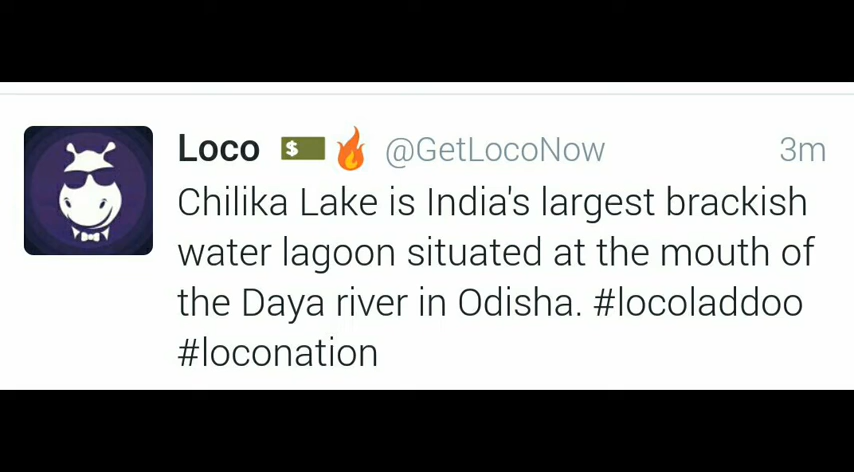 Loco 💵🔥 @GetLocoNow 3m
Chilika Lake is India's largest brackish
water lagoon situated at the mouth of
the Daya river in Odisha. #locoladdoo
#loconation